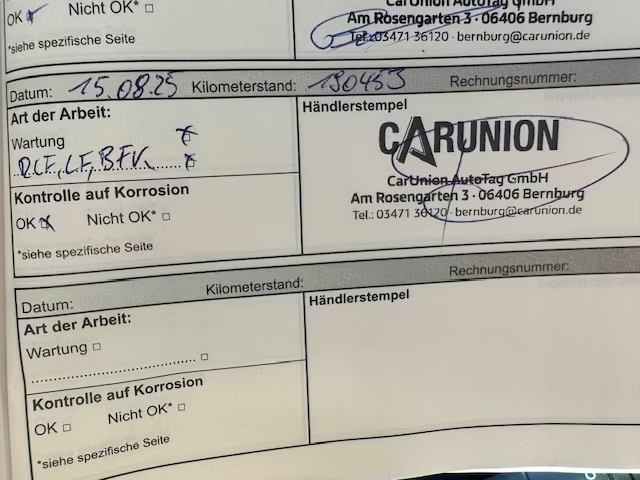 OK Nicht OK*
*siehe spezifische Seite
CarUnion AutoTag GmbH
Am Rosengarten 3 · 06406 Bernburg
Tel.: 03471 36120 · bernburg@carunion.de
Datum: 15.08.25 Kilometerstand: 190453 Rechnungsnummer:
Art der Arbeit:
Wartung
Kontrolle auf Korrosion
OK Nicht OK*
*siehe spezifische Seite
Händlerstempel
CARUNION
CarUnion AutoTag GmbH
Am Rosengarten 3 · 06406 Bernburg
Tel.: 03471 36120 · bernburg@carunion.de
Datum: Kilometerstand: Rechnungsnummer:
Art der Arbeit:
Wartung
Kontrolle auf Korrosion
OK Nicht OK*
*siehe spezifische Seite
Händlerstempel